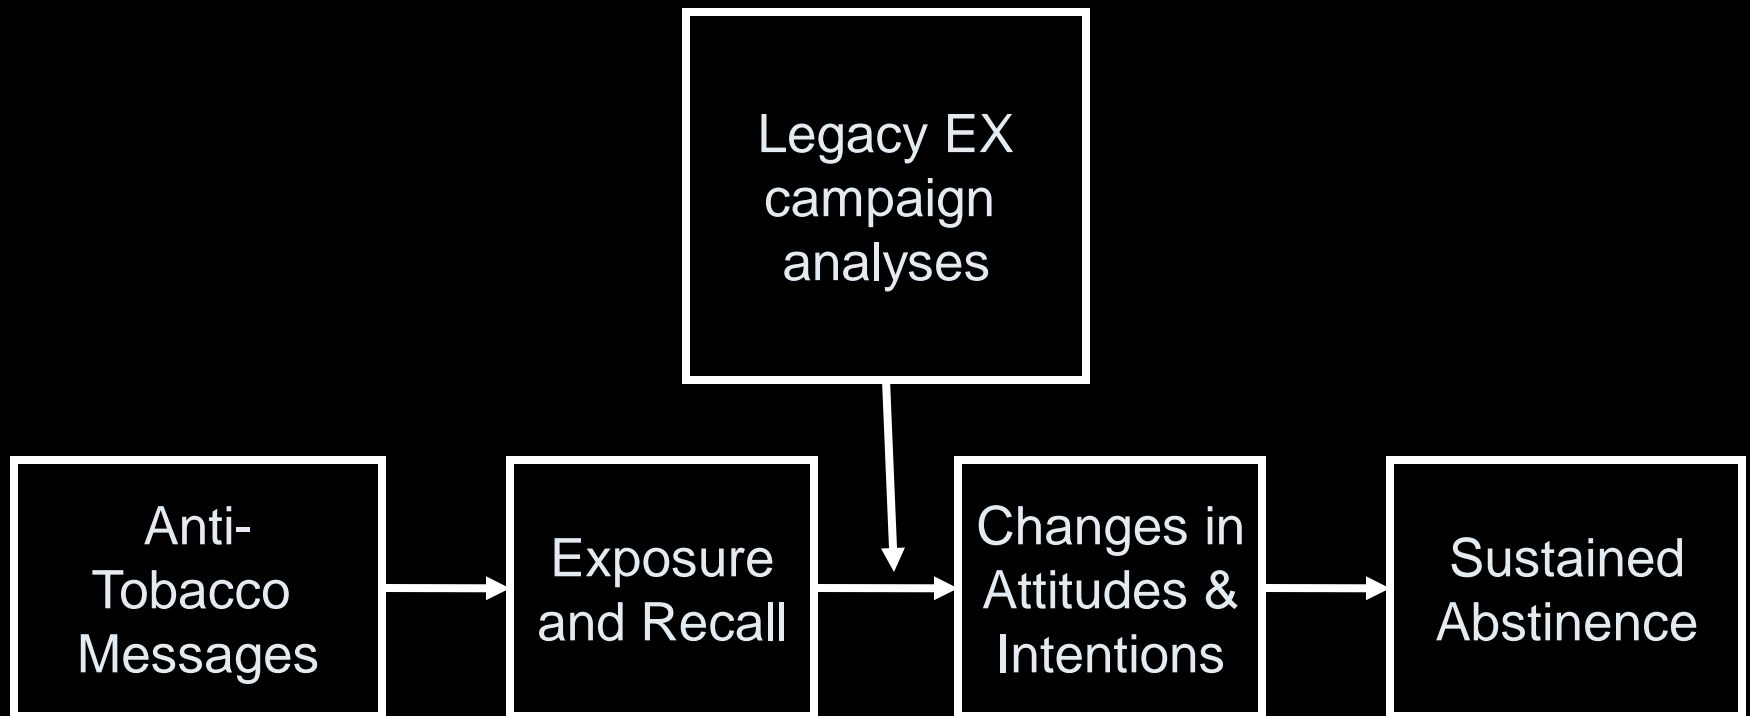 Legacy EX
campaign
analyses
Anti-
Tobacco
Messages
Exposure
and Recall
Changes in
Attitudes &
Intentions
Sustained
Abstinence